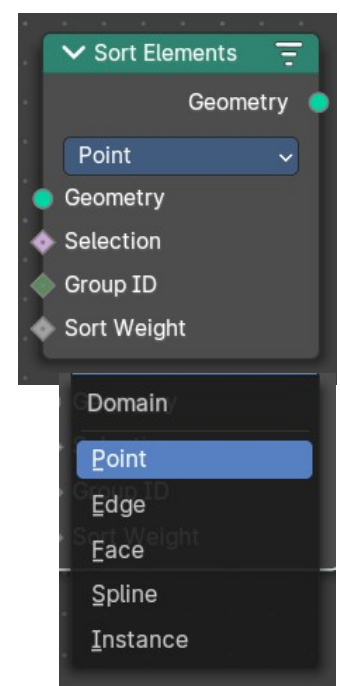 Sort Elements
Geometry
Point
Geometry
Selection
Group ID
Sort Weight
Domain
Point
Edge
Face
Spline
Instance